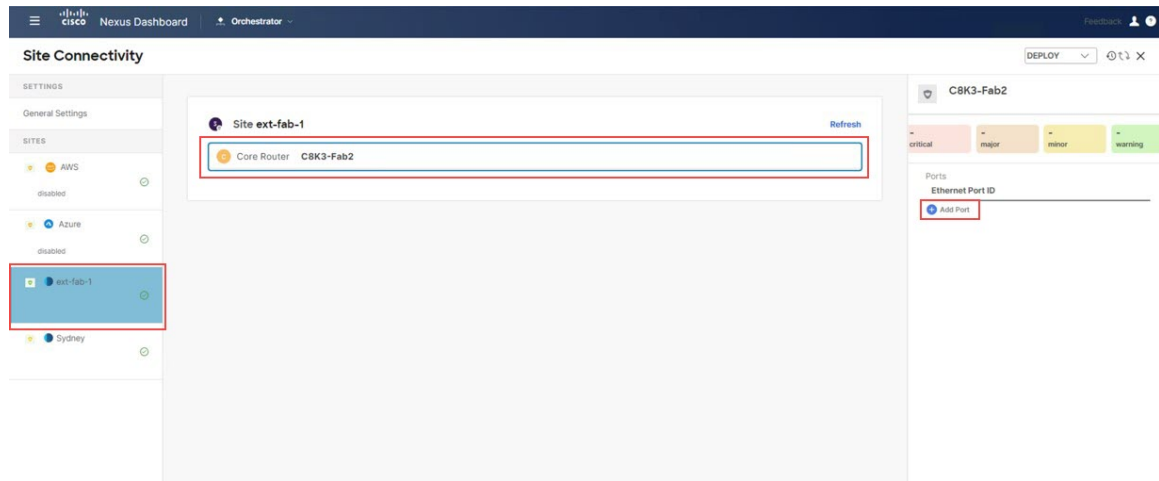 cisco Nexus Dashboard Orchestrator Feedback
Site Connectivity DEPLOY
SETTINGS
General Settings
SITES
AWS
disabled
Azure
disabled
ext-fab-1
Sydney
Site ext-fab-1 Refresh
C Core Router C8K3-Fab2
C8K3-Fab2
- - - -
critical major minor warning
Ports
Ethernet Port ID
Add Port